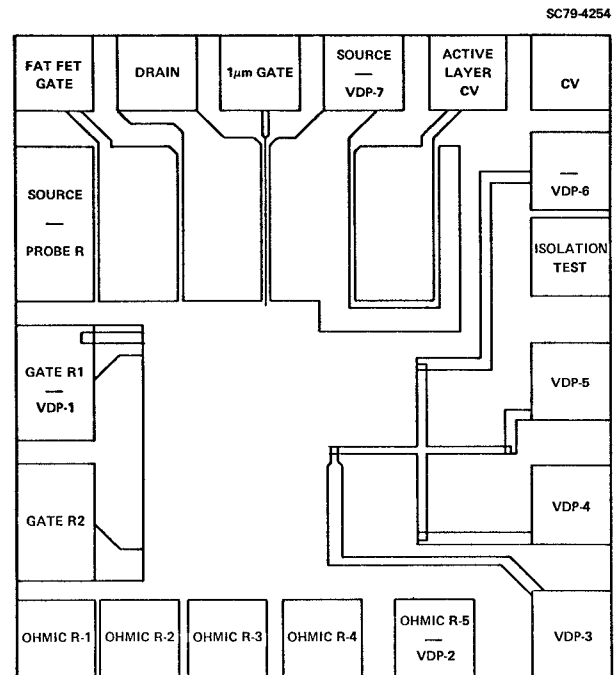 SC79-4254
FAT FET
GATE
DRAIN
1μm GATE
SOURCE
—
VDP-7
ACTIVE
LAYER
CV
CV
SOURCE
—
PROBE R
—
VDP-6
ISOLATION
TEST
GATE R1
—
VDP-1
VDP-5
GATE R2
VDP-4
OHMIC R-1
OHMIC R-2
OHMIC R-3
OHMIC R-4
OHMIC R-5
—
VDP-2
VDP-3